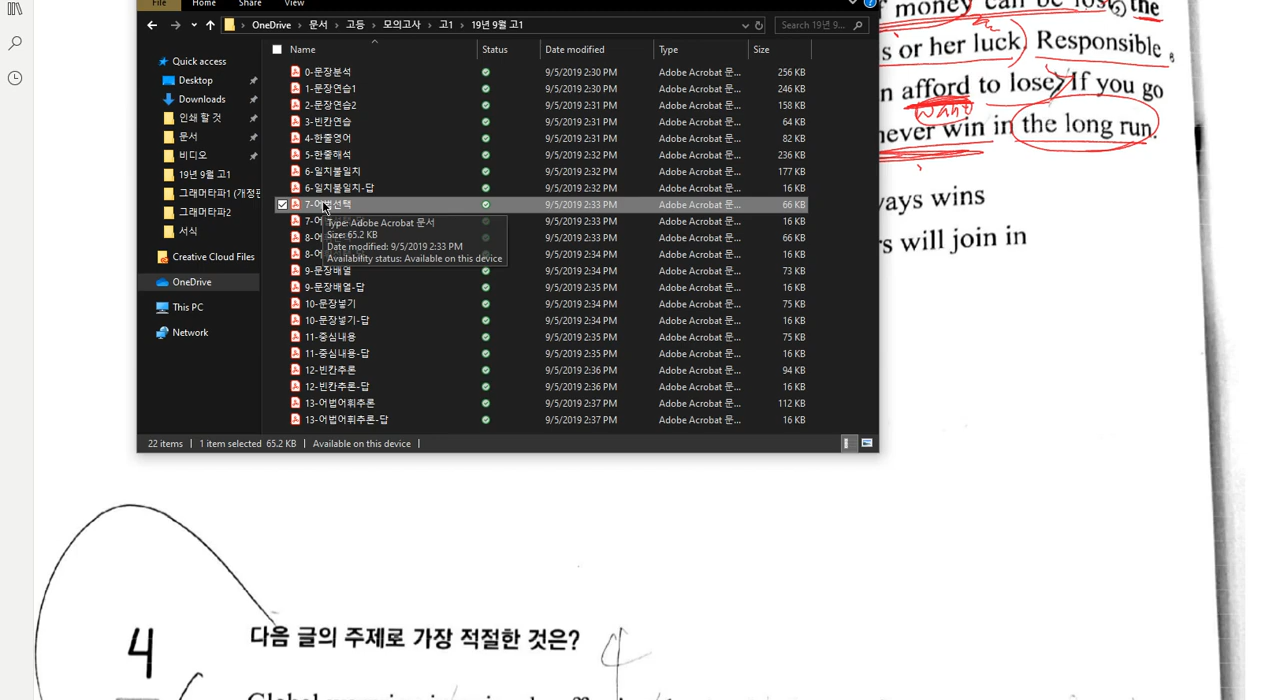 File
Home
Share
View
OneDrive > 문서 > 고등 > 모의고사 > 고1 > 19년 9월 고1
Search 19년 9...
Name Status Date modified Type Size
Quick access
Desktop
Downloads
인쇄 할 것
문서
비디오
19년 9월 고1
그래머타파1 (개정판
그래머타파2
서식
Creative Cloud Files
OneDrive
This PC
Network
0-문장분석 9/5/2019 2:30 PM Adobe Acrobat 문... 256 KB
1-문장연습1 9/5/2019 2:30 PM Adobe Acrobat 문... 246 KB
2-문장연습2 9/5/2019 2:31 PM Adobe Acrobat 문... 158 KB
3-빈칸연습 9/5/2019 2:31 PM Adobe Acrobat 문... 64 KB
4-한줄영어 9/5/2019 2:31 PM Adobe Acrobat 문... 82 KB
5-한줄해석 9/5/2019 2:32 PM Adobe Acrobat 문... 236 KB
6-일치불일치 9/5/2019 2:32 PM Adobe Acrobat 문... 177 KB
6-일치불일치-답 9/5/2019 2:32 PM Adobe Acrobat 문... 16 KB
7-어법선택 9/5/2019 2:33 PM Adobe Acrobat 문... 66 KB
7-어 9/5/2019 2:33 PM Adobe Acrobat 문... 16 KB
8-어 9/5/2019 2:33 PM Adobe Acrobat 문... 66 KB
8-어 9/5/2019 2:34 PM Adobe Acrobat 문... 16 KB
9-문장배열 9/5/2019 2:34 PM Adobe Acrobat 문... 73 KB
9-문장배열-답 9/5/2019 2:34 PM Adobe Acrobat 문... 16 KB
10-문장넣기 9/5/2019 2:34 PM Adobe Acrobat 문... 75 KB
10-문장넣기-답 9/5/2019 2:34 PM Adobe Acrobat 문... 16 KB
11-중심내용 9/5/2019 2:35 PM Adobe Acrobat 문... 75 KB
11-중심내용-답 9/5/2019 2:35 PM Adobe Acrobat 문... 16 KB
12-빈칸추론 9/5/2019 2:36 PM Adobe Acrobat 문... 94 KB
12-빈칸추론-답 9/5/2019 2:36 PM Adobe Acrobat 문... 16 KB
13-어법어휘추론 9/5/2019 2:37 PM Adobe Acrobat 문... 112 KB
13-어법어휘추론-답 9/5/2019 2:37 PM Adobe Acrobat 문... 16 KB
Type: Adobe Acrobat 문서
Size: 65.2 KB
Date modified: 9/5/2019 2:33 PM
Availability status: Available on this device
22 items 1 item selected 65.2 KB Available on this device
money can be lost, the
s or her luck. Responsible
n afford to lose. If you go
want
never win in the long run.
ways wins
rs will join in
4 다음 글의 주제로 가장 적절한 것은? 4
Global